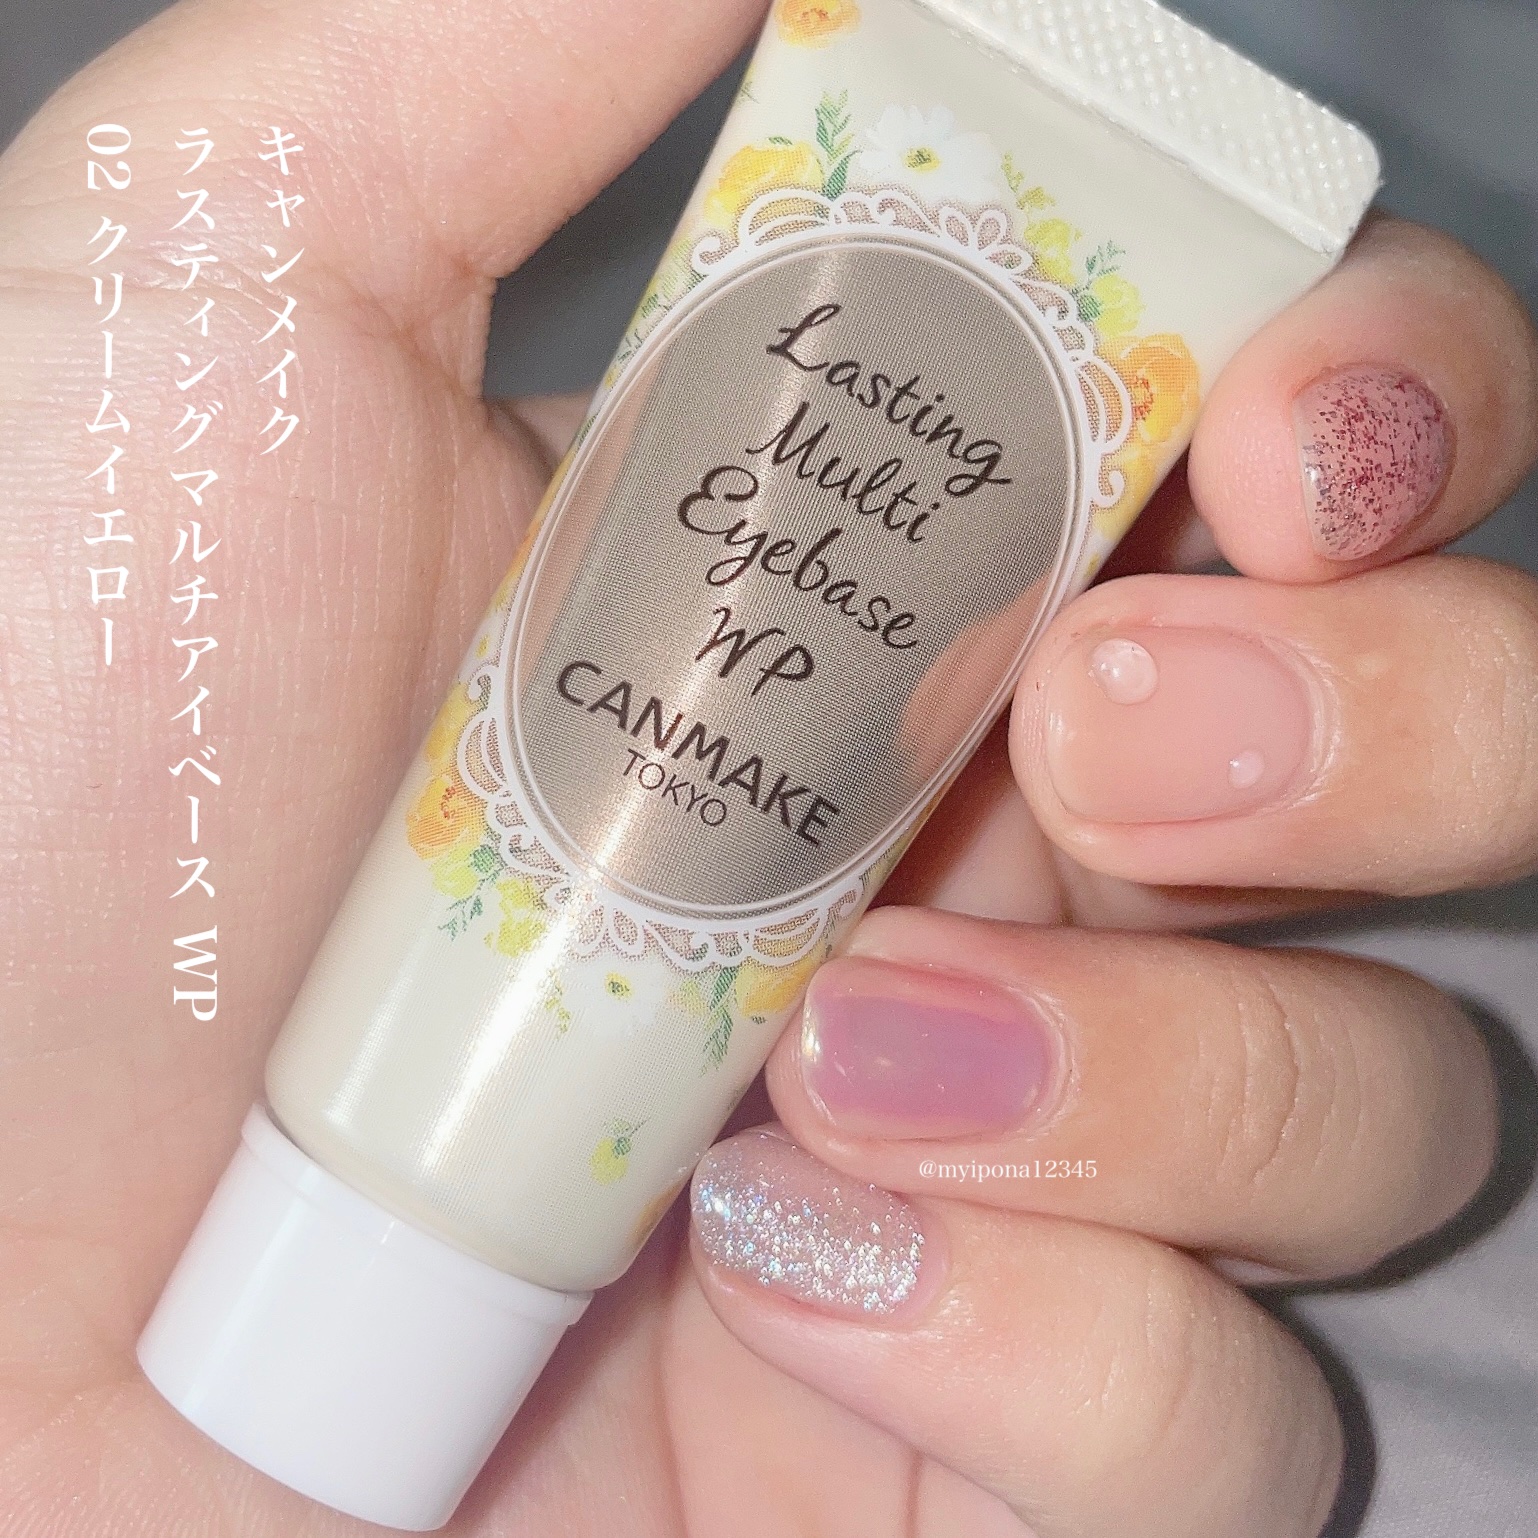 キャンメイク
ラスティングマルチアイベース WP
02 クリームイエロー
Lasting
Multi
Eyebase
WP
CANMAKE
TOKYO
@myipona12345